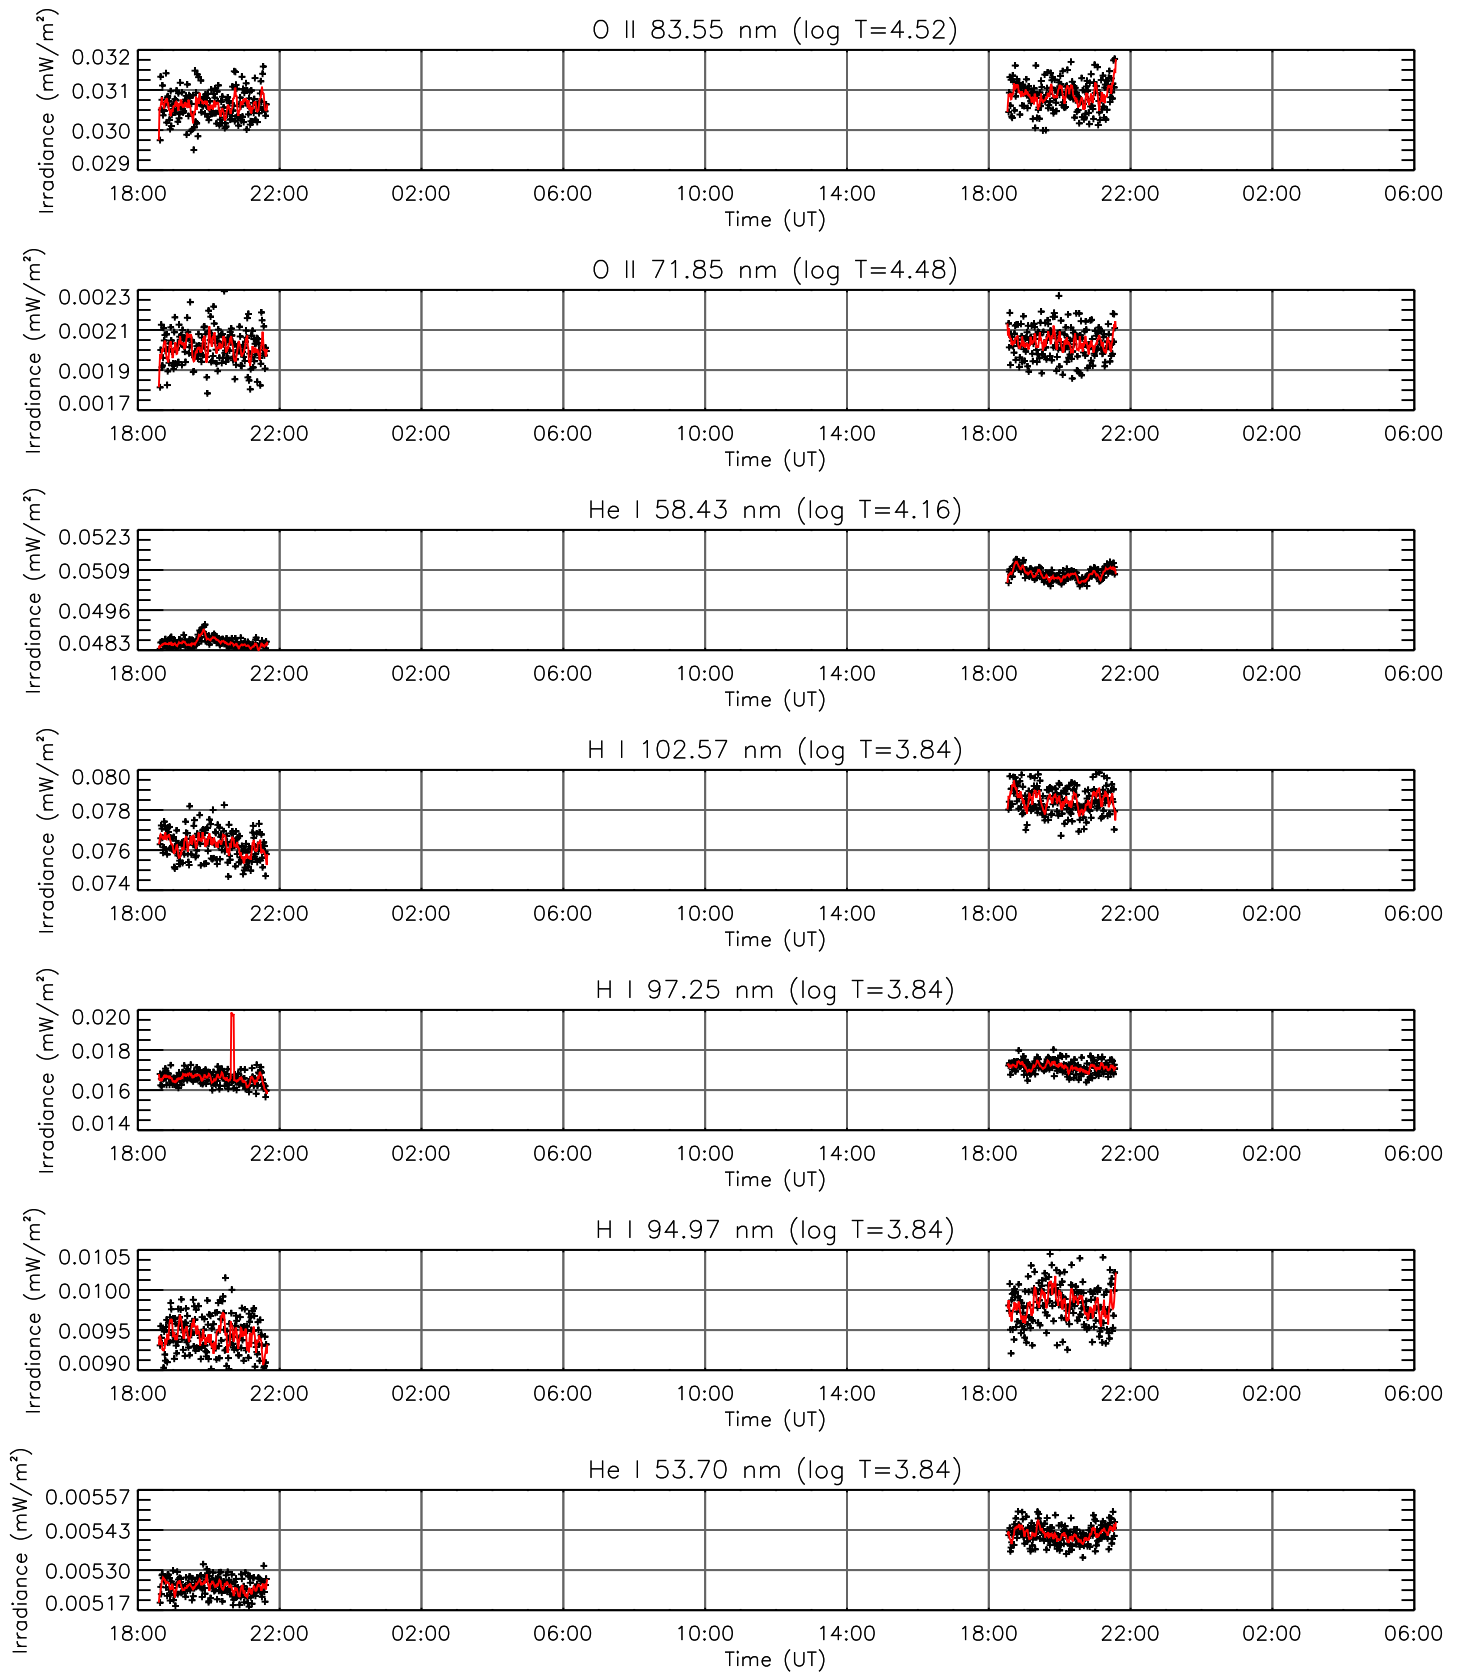 O II 83.55 nm (log T=4.52)
Irradiance (mW/m²)
0.032
0.031
0.030
0.029
18:00 22:00 02:00 06:00 10:00 14:00 18:00 22:00 02:00 06:00
Time (UT)
O II 71.85 nm (log T=4.48)
Irradiance (mW/m²)
0.0023
0.0021
0.0019
0.0017
18:00 22:00 02:00 06:00 10:00 14:00 18:00 22:00 02:00 06:00
Time (UT)
He I 58.43 nm (log T=4.16)
Irradiance (mW/m²)
0.0523
0.0509
0.0496
0.0483
18:00 22:00 02:00 06:00 10:00 14:00 18:00 22:00 02:00 06:00
Time (UT)
H I 102.57 nm (log T=3.84)
Irradiance (mW/m²)
0.080
0.078
0.076
0.074
18:00 22:00 02:00 06:00 10:00 14:00 18:00 22:00 02:00 06:00
Time (UT)
H I 97.25 nm (log T=3.84)
Irradiance (mW/m²)
0.020
0.018
0.016
0.014
18:00 22:00 02:00 06:00 10:00 14:00 18:00 22:00 02:00 06:00
Time (UT)
H I 94.97 nm (log T=3.84)
Irradiance (mW/m²)
0.0105
0.0100
0.0095
0.0090
18:00 22:00 02:00 06:00 10:00 14:00 18:00 22:00 02:00 06:00
Time (UT)
He I 53.70 nm (log T=3.84)
Irradiance (mW/m²)
0.00557
0.00543
0.00530
0.00517
18:00 22:00 02:00 06:00 10:00 14:00 18:00 22:00 02:00 06:00
Time (UT)